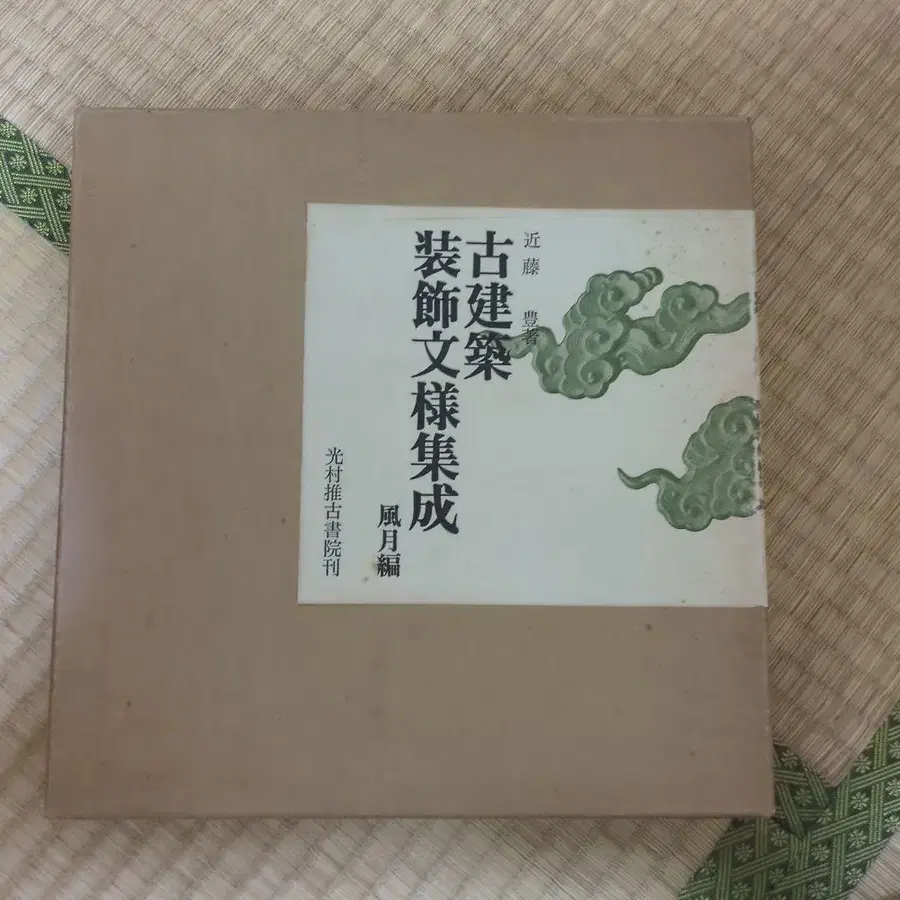 近藤 豊著
古建築
装飾文様集成
風月編
光村推古書院刊